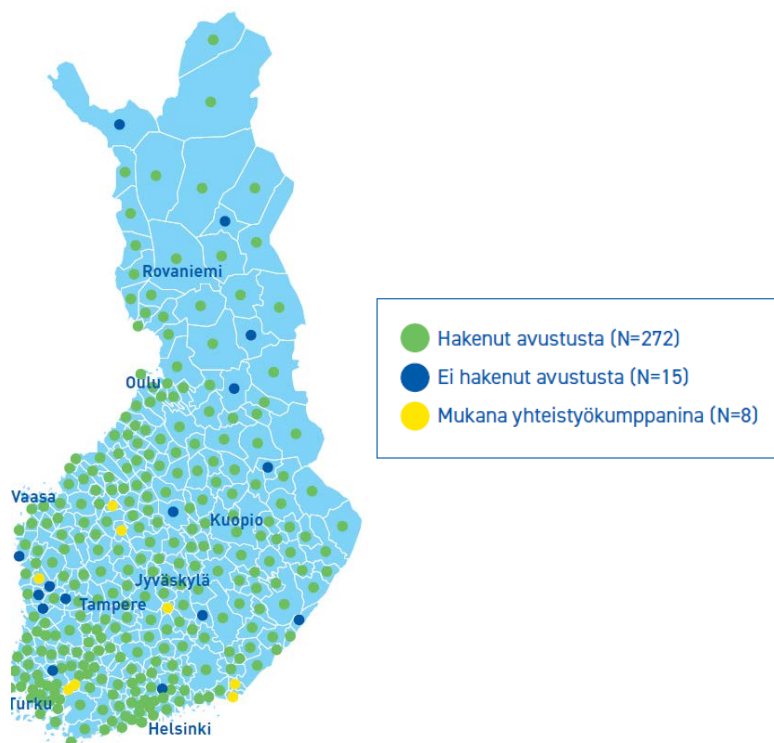 Rovaniemi
Oulu
Vaasa
Kuopio
Jyväskylä
Tampere
Turku
Helsinki
Hakenut avustusta (N=272)
Ei hakenut avustusta (N=15)
Mukana yhteistyökumppanina (N=8)